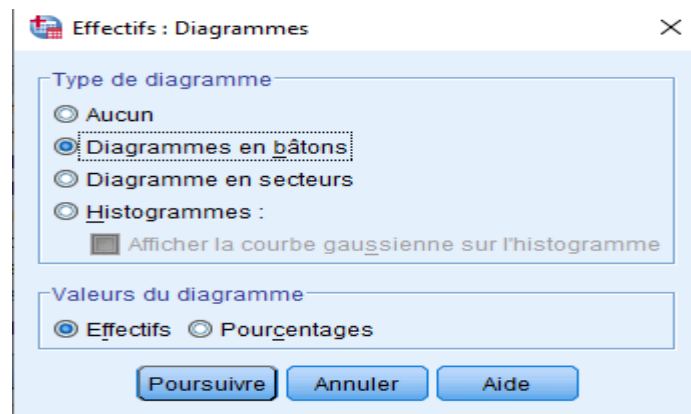 Effectifs : Diagrammes
Type de diagramme
Aucun
Diagrammes en bâtons
Diagramme en secteurs
Histogrammes :
Afficher la courbe gaussienne sur l'histogramme
Valeurs du diagramme
Effectifs Pourcentages
Poursuivre Annuler Aide